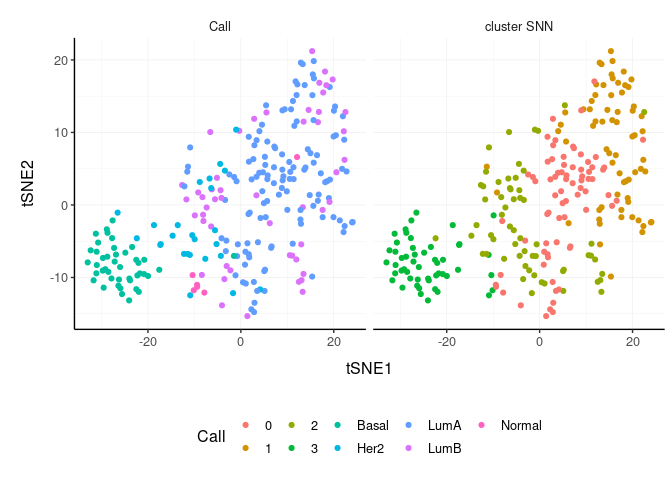 Call cluster SNN
20
10
0
-10
tSNE2
-20 0 20 -20 0 20
tSNE1
Call 0 2 Basal LumA Normal
1 3 Her2 LumB